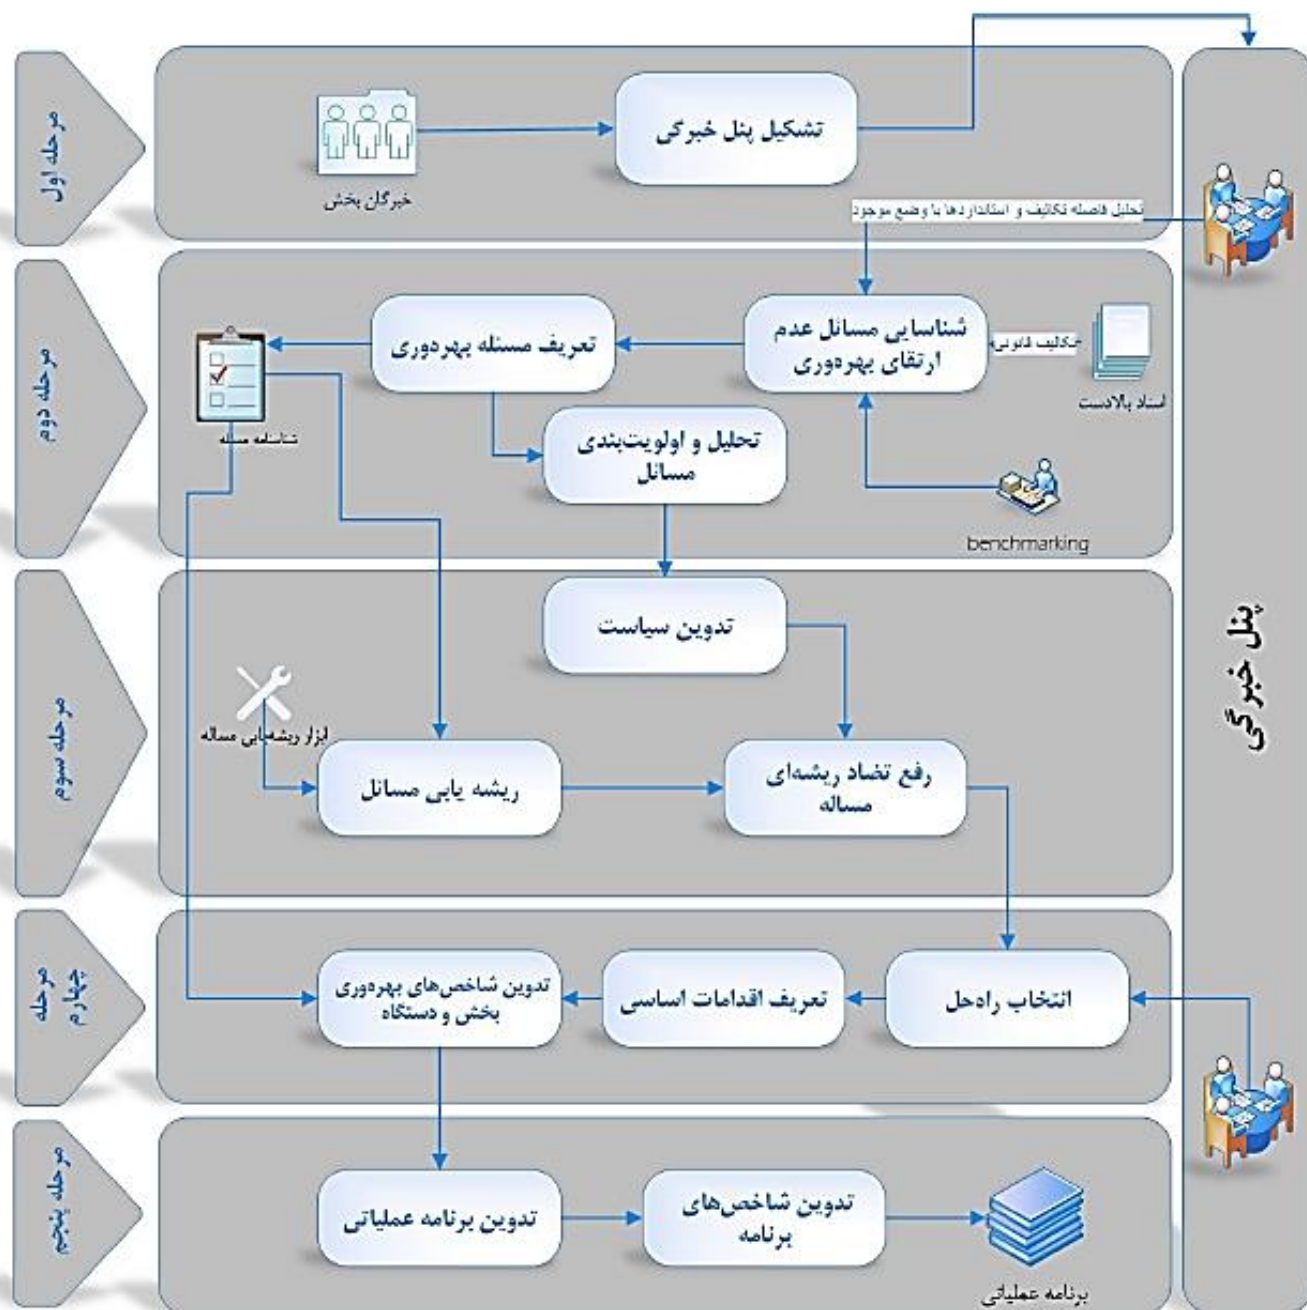 مرحله اول
تشکیل پنل خبرگی
خبرگان بخش
تحلیل فاصله تکالیف و استانداردها با وضع موجود
پنل خبرگی
مرحله دوم
شناسایی مسائل عدم
ارتقای بهره‌وری
تکالیف قانونی
اسناد بالادست
تعریف مسئله بهره‌وری
شناسنامه مسئله
تحلیل و اولویت‌بندی
مسائل
benchmarking
مرحله سوم
تدوین سیاست
ابزار ریشه‌یابی مساله
ریشه یابی مسائل
رفع تضاد ریشه‌ای
مساله
مرحله
چهارم
انتخاب راه‌حل
تعریف اقدامات اساسی
تدوین شاخص‌های بهره‌وری
بخش و دستگاه
مرحله پنجم
تدوین برنامه عملیاتی
تدوین شاخص‌های
برنامه
برنامه عملیاتی